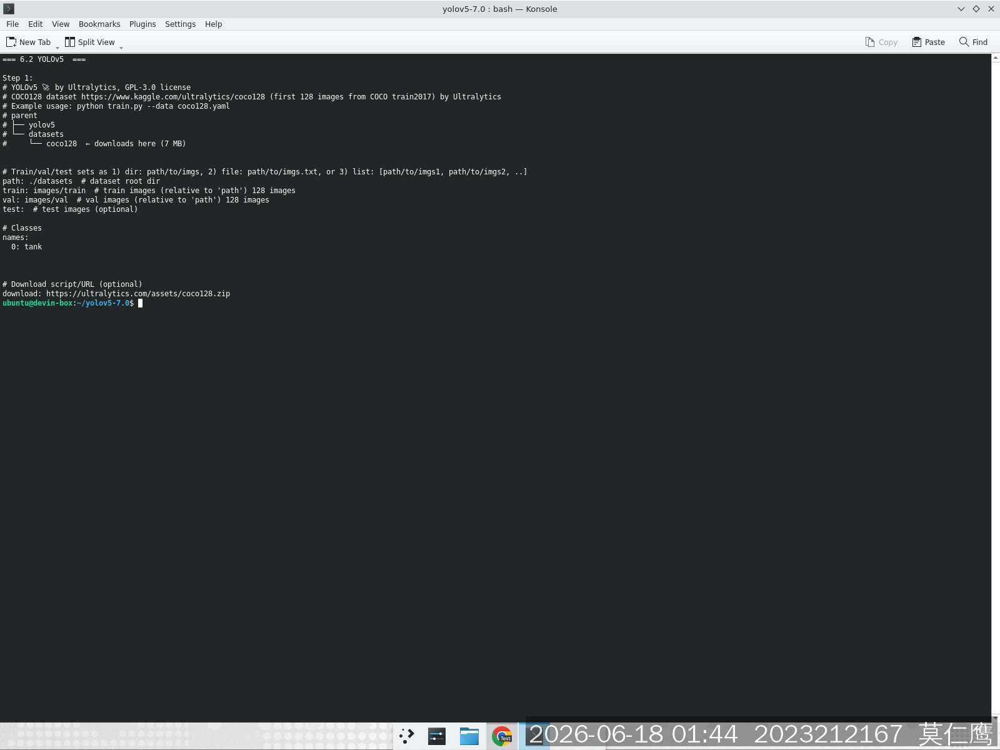 yolov5-7.0 : bash — Konsole
File Edit View Bookmarks Plugins Settings Help
New Tab Split View Copy Paste Find
=== 6.2 YOLOv5  ===
Step 1:
# YOLOv5 🚀 by Ultralytics, GPL-3.0 license
# COCO128 dataset https://www.kaggle.com/ultralytics/coco128 (first 128 images from COCO train2017) by Ultralytics
# Example usage: python train.py --data coco128.yaml
# parent
# ├── yolov5
# └── datasets
#     └── coco128  ← downloads here (7 MB)
# Train/val/test sets as 1) dir: path/to/imgs, 2) file: path/to/imgs.txt, or 3) list: [path/to/imgs1, path/to/imgs2, ..]
path: ./datasets  # dataset root dir
train: images/train  # train images (relative to 'path') 128 images
val: images/val  # val images (relative to 'path') 128 images
test:  # test images (optional)
# Classes
names:
  0: tank
# Download script/URL (optional)
download: https://ultralytics.com/assets/coco128.zip
ubuntu@devin-box:~/yolov5-7.0$
Test
2026-06-18 01:44 2023212167 莫仁鹰